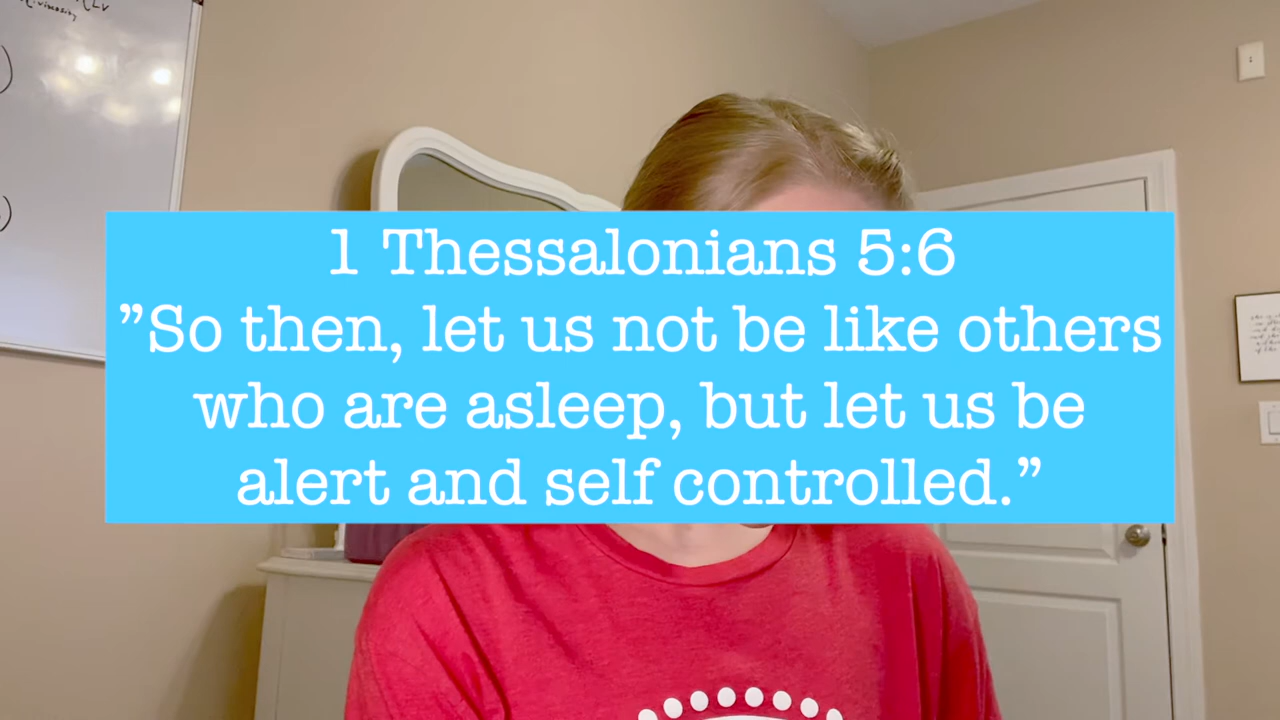 1 Thessalonians 5:6
”So then, let us not be like others
who are asleep, but let us be
alert and self controlled.”